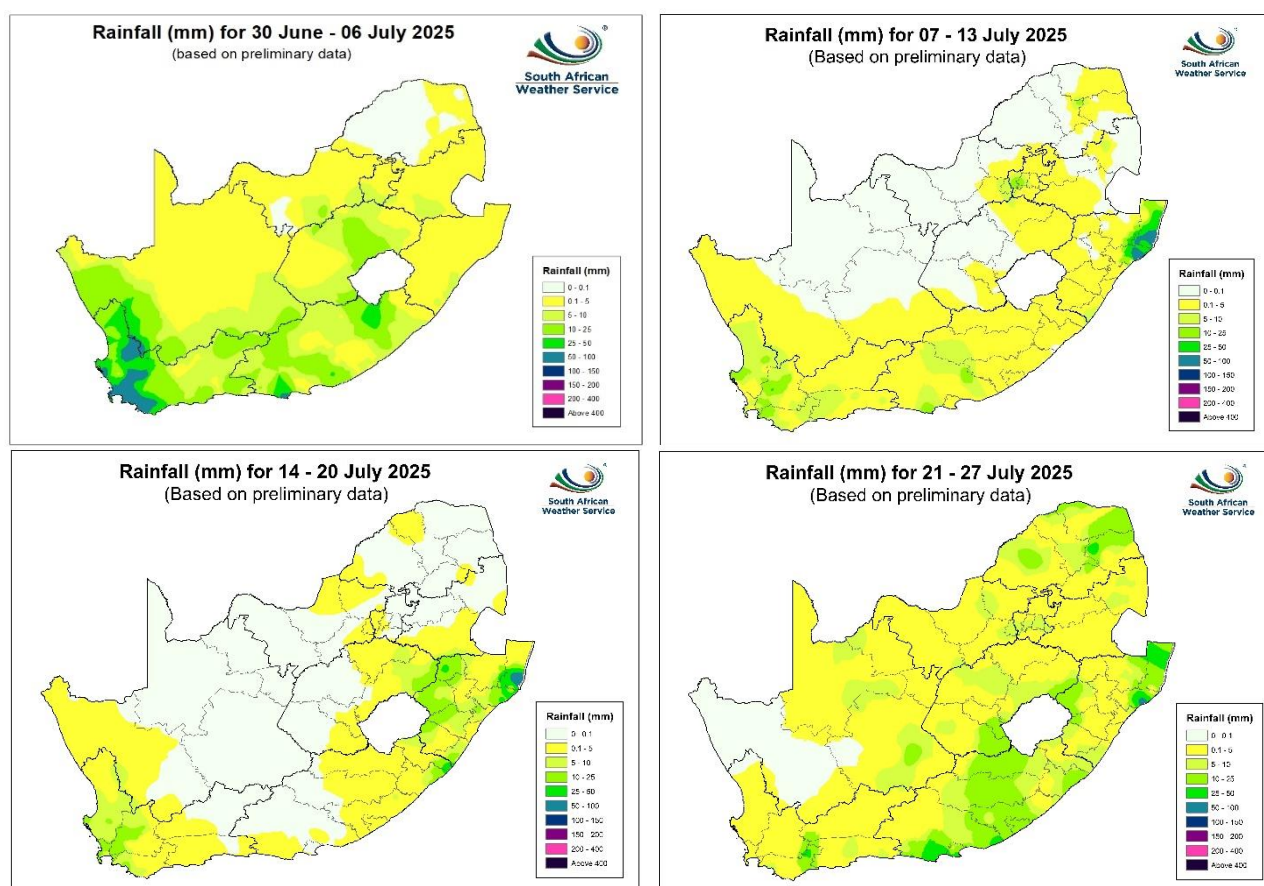 Rainfall (mm) for 30 June - 06 July 2025
(based on preliminary data)
®
South African
Weather Service
Rainfall (mm)
0 - 0.1
0.1 - 5
5 - 10
10 - 25
25 - 50
50 - 100
100 - 150
150 - 200
200 - 400
Above 400
Rainfall (mm) for 07 - 13 July 2025
(Based on preliminary data)
South African
Weather Service
Rainfall (mm)
0 - 0.1
0.1 - 5
5 - 10
10 - 25
25 - 50
50 - 100
100 - 150
150 - 200
200 - 400
Above 400
Rainfall (mm) for 14 - 20 July 2025
(Based on preliminary data)
South African
Weather Service
Rainfall (mm)
0 - 0.1
0.1 - 5
5 - 10
10 - 25
25 - 50
50 - 100
100 - 150
150 - 200
200 - 400
Above 400
Rainfall (mm) for 21 - 27 July 2025
(Based on preliminary data)
South African
Weather Service
Rainfall (mm)
0 - 0.1
0.1 - 5
5 - 10
10 - 25
25 - 50
50 - 100
100 - 150
150 - 200
200 - 400
Above 400